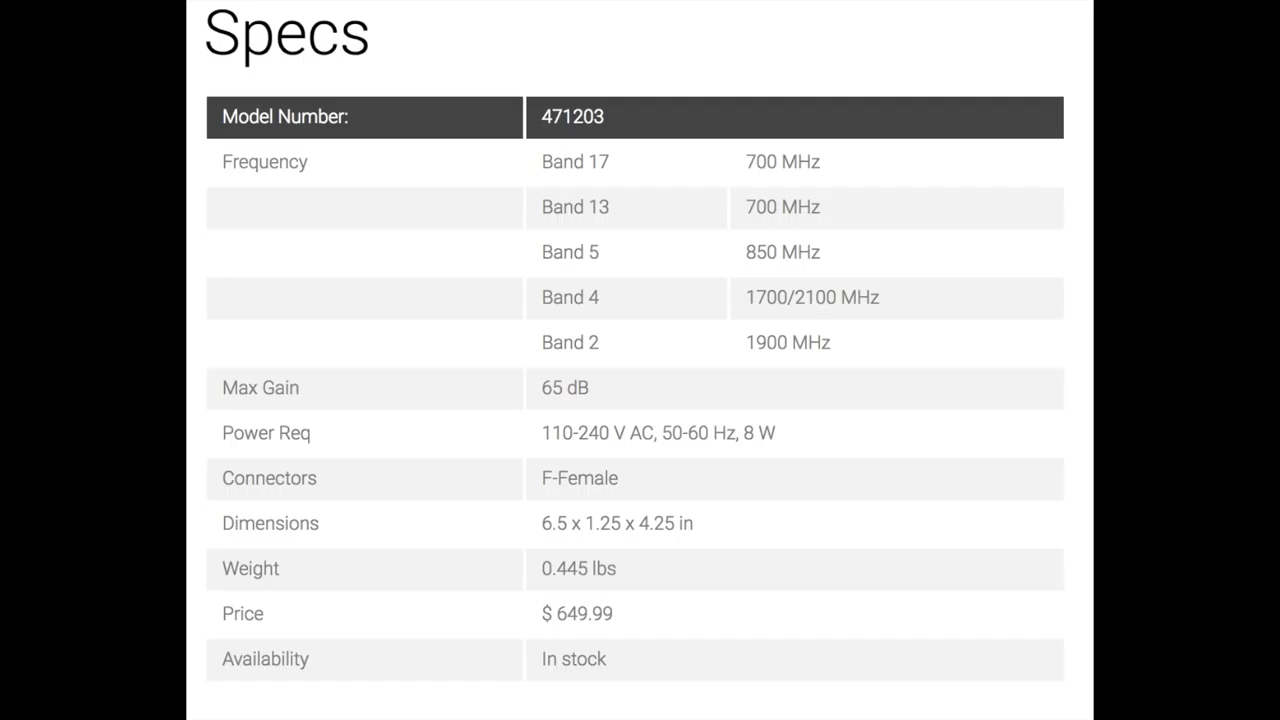 Specs
Model Number: 471203
Frequency Band 17 700 MHz
Band 13 700 MHz
Band 5 850 MHz
Band 4 1700/2100 MHz
Band 2 1900 MHz
Max Gain 65 dB
Power Req 110-240 V AC, 50-60 Hz, 8 W
Connectors F-Female
Dimensions 6.5 x 1.25 x 4.25 in
Weight 0.445 lbs
Price $ 649.99
Availability In stock